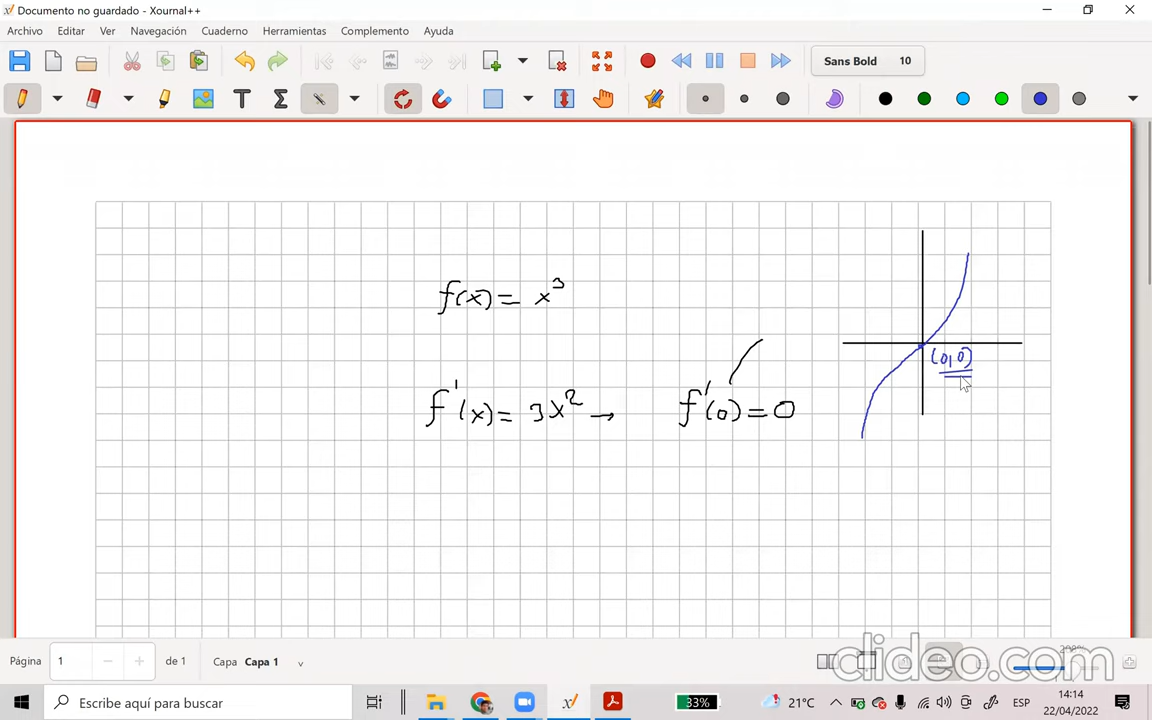 Documento no guardado - Xournal++
Archivo Editar Ver Navegación Cuaderno Herramientas Complemento Ayuda
Sans Bold 10
f(x) = x³
f'(x) = 3x² → f'(0) = 0
(0,0)
Página 1 de 1 Capa Capa 1
clideo.com
Escribe aquí para buscar
33%
21°C
ESP
14:14
22/04/2022